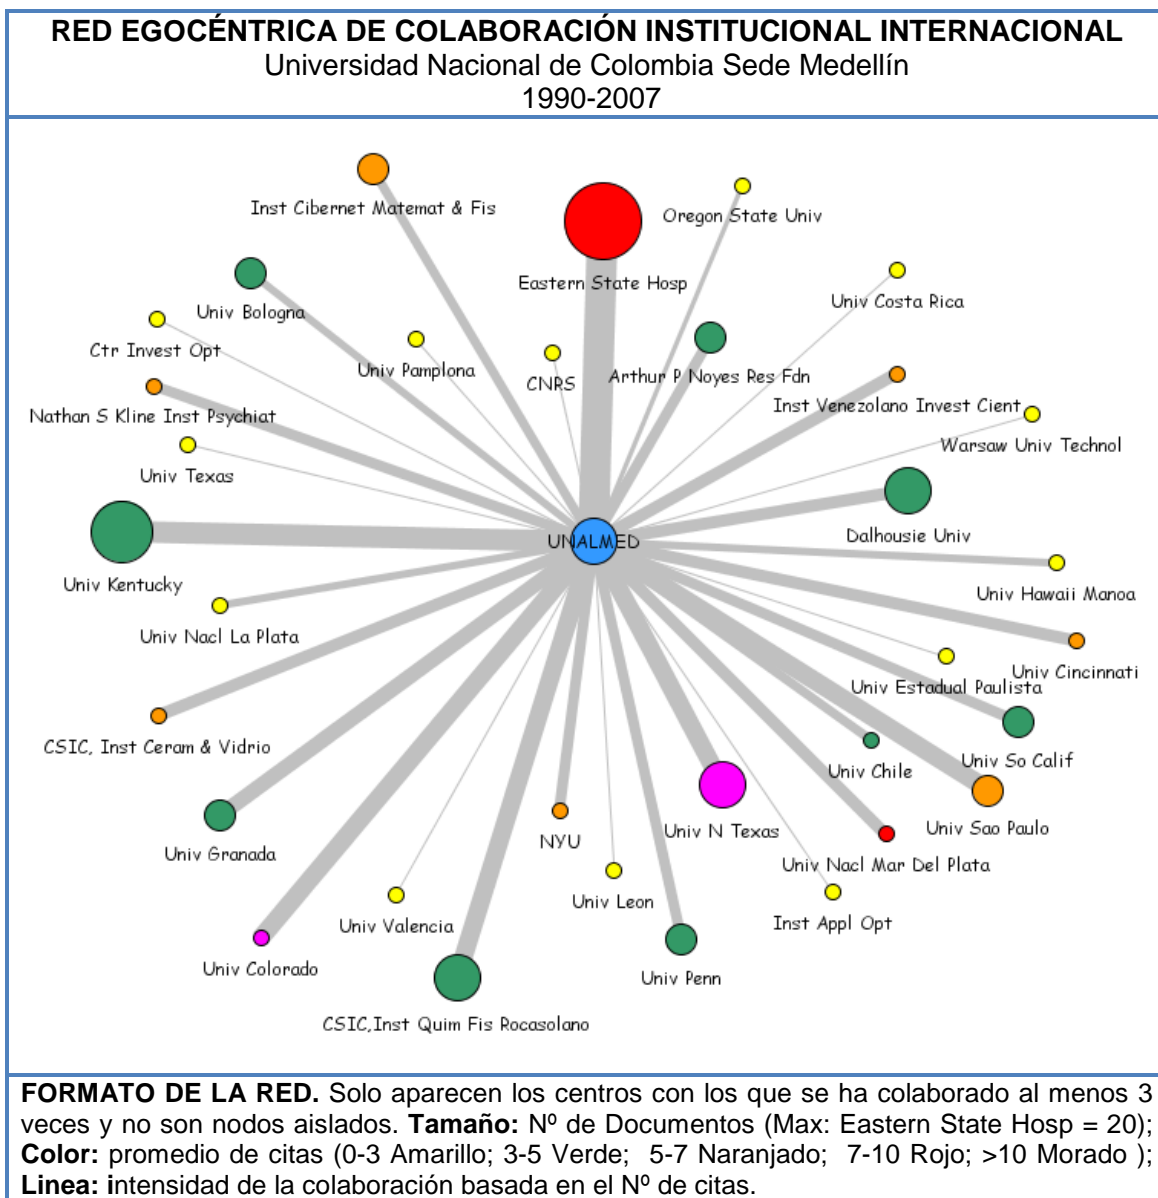 RED EGOCÉNTRICA DE COLABORACIÓN INSTITUCIONAL INTERNACIONAL
Universidad Nacional de Colombia Sede Medellín
1990-2007
Inst Cibernet Matemat & Fis
Oregon State Univ
Eastern State Hosp
Univ Costa Rica
Univ Bologna
Ctr Invest Opt
Univ Pamplona
CNRS
Arthur P Noyes Res Fdn
Inst Venezolano Invest Cient
Nathan S Kline Inst Psychiat
Warsaw Univ Technol
Univ Texas
Dalhousie Univ
UNALMED
Univ Kentucky
Univ Hawaii Manoa
Univ Nacl La Plata
Univ Cincinnati
Univ Estadual Paulista
CSIC, Inst Ceram & Vidrio
Univ So Calif
Univ Chile
Univ Sao Paulo
Univ N Texas
NYU
Univ Granada
Univ Nacl Mar Del Plata
Univ Leon
Inst Appl Opt
Univ Valencia
Univ Colorado
Univ Penn
CSIC,Inst Quim Fis Rocasolano
FORMATO DE LA RED. Solo aparecen los centros con los que se ha colaborado al menos 3
veces y no son nodos aislados. Tamaño: Nº de Documentos (Max: Eastern State Hosp = 20);
Color: promedio de citas (0-3 Amarillo; 3-5 Verde; 5-7 Naranjado; 7-10 Rojo; >10 Morado );
Linea: intensidad de la colaboración basada en el Nº de citas.